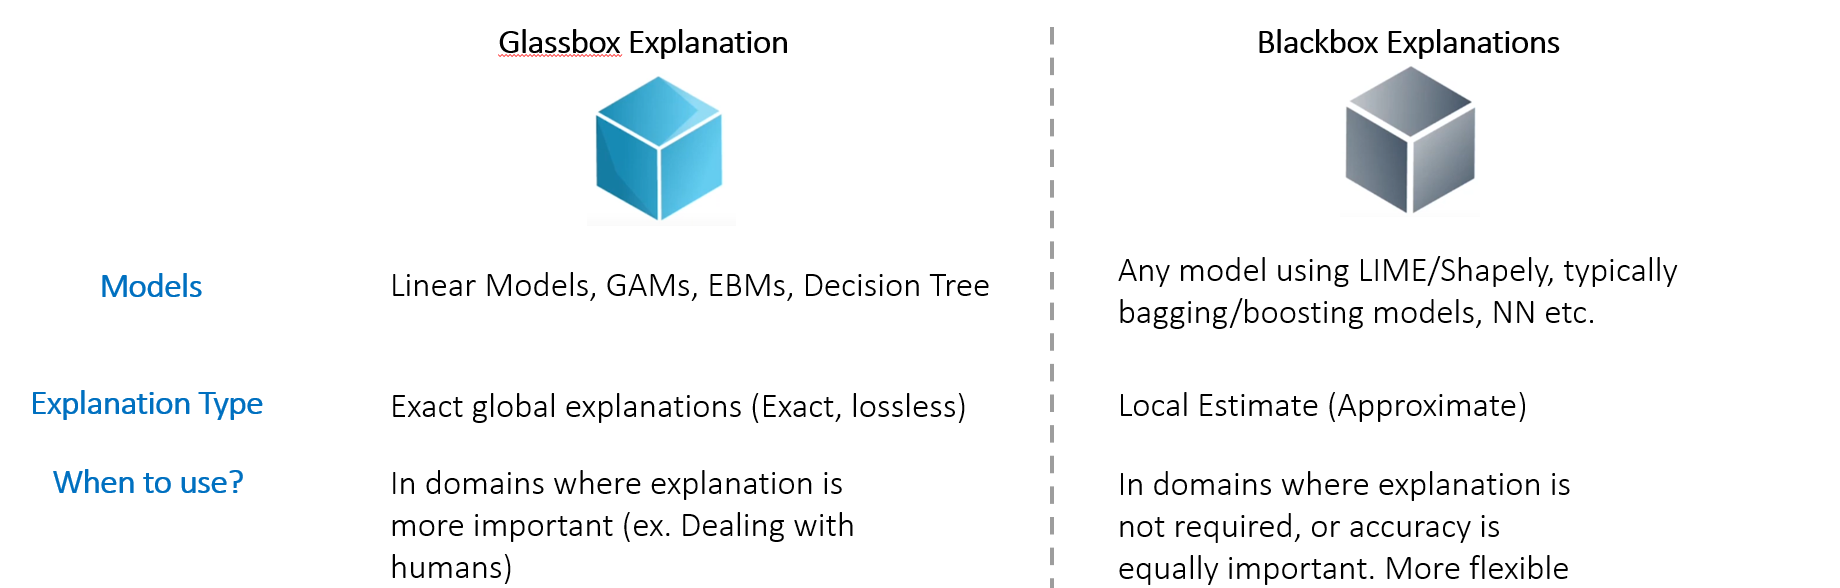 Glassbox Explanation
Blackbox Explanations
Models
Linear Models, GAMs, EBMs, Decision Tree
Any model using LIME/Shapely, typically
bagging/boosting models, NN etc.
Explanation Type
Exact global explanations (Exact, lossless)
Local Estimate (Approximate)
When to use?
In domains where explanation is
more important (ex. Dealing with
humans)
In domains where explanation is
not required, or accuracy is
equally important. More flexible